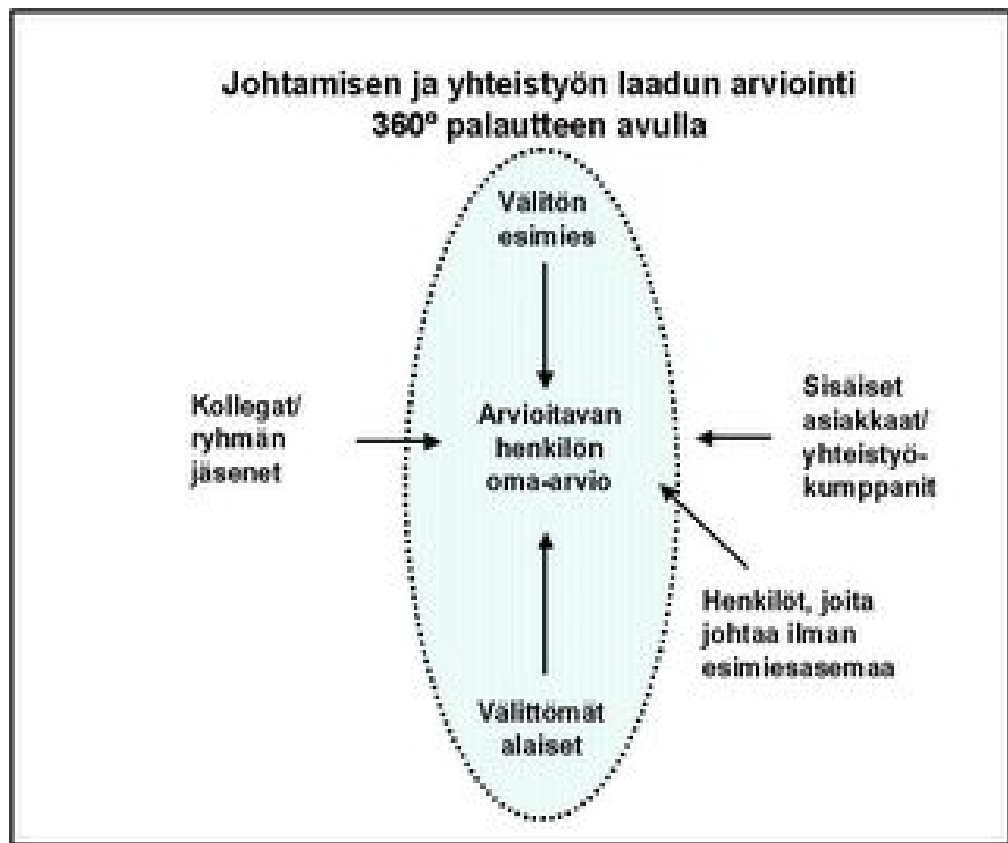 Johtamisen ja yhteistyön laadun arviointi
360º palautteen avulla
Välitön
esimies
Kollegat/
ryhmän
jäsenet
Arvioitavan
henkilön
oma-arvio
Sisäiset
asiakkaat/
yhteistyö-
kumppanit
Henkilöt, joita
johtaa ilman
esimiesasemaa
Välittömät
alaiset